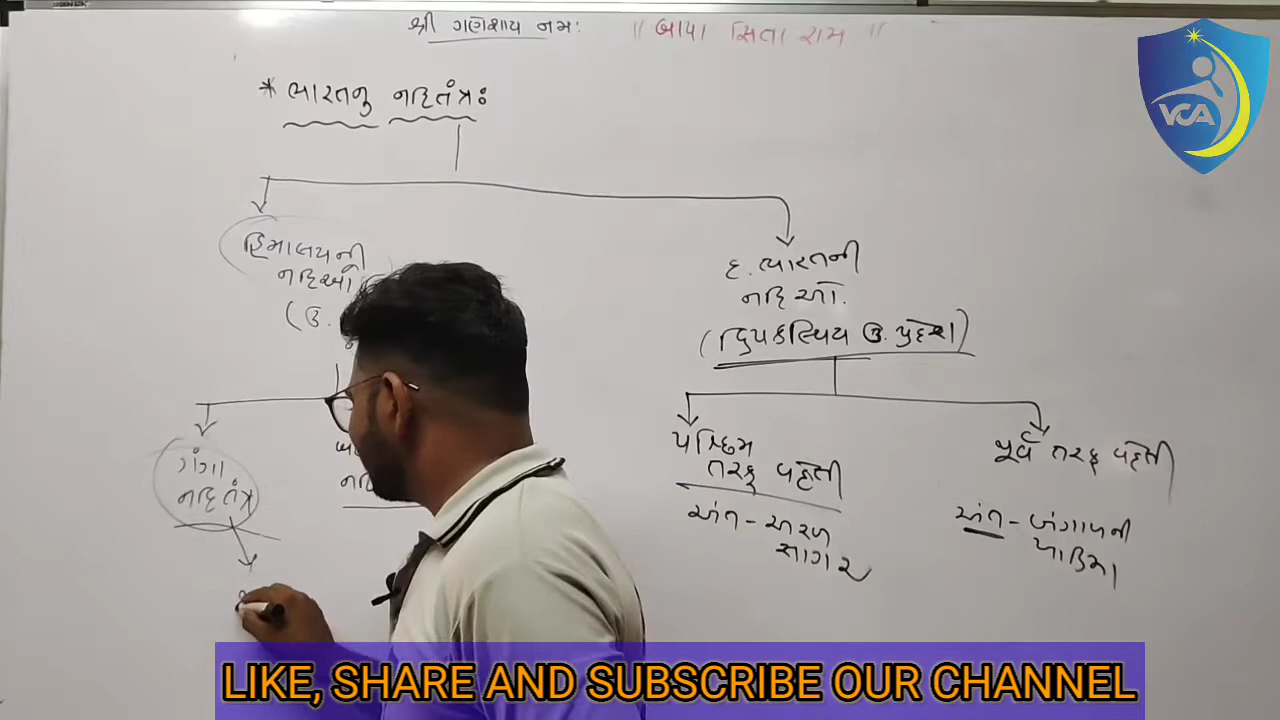 શ્રી ગણેશાય નમઃ
|| બાપા સિતા રામ ||
* ભારતનુ નદિતંત્રઃ
હિમાલયની
નદિઓ
(ઉ.
ગંગા
નદિતંત્ર
દ. ભારતની
નદિઓ.
(દ્વિપકલ્પિય ઉ. પ્રદેશ)
પશ્ચિમ
તરફ વહેતી
અંત - અરબ
સાગર
પૂર્વ તરફ વહેતી
અંત - બંગાળની
ખાડિમા
VCA
LIKE, SHARE AND SUBSCRIBE OUR CHANNEL